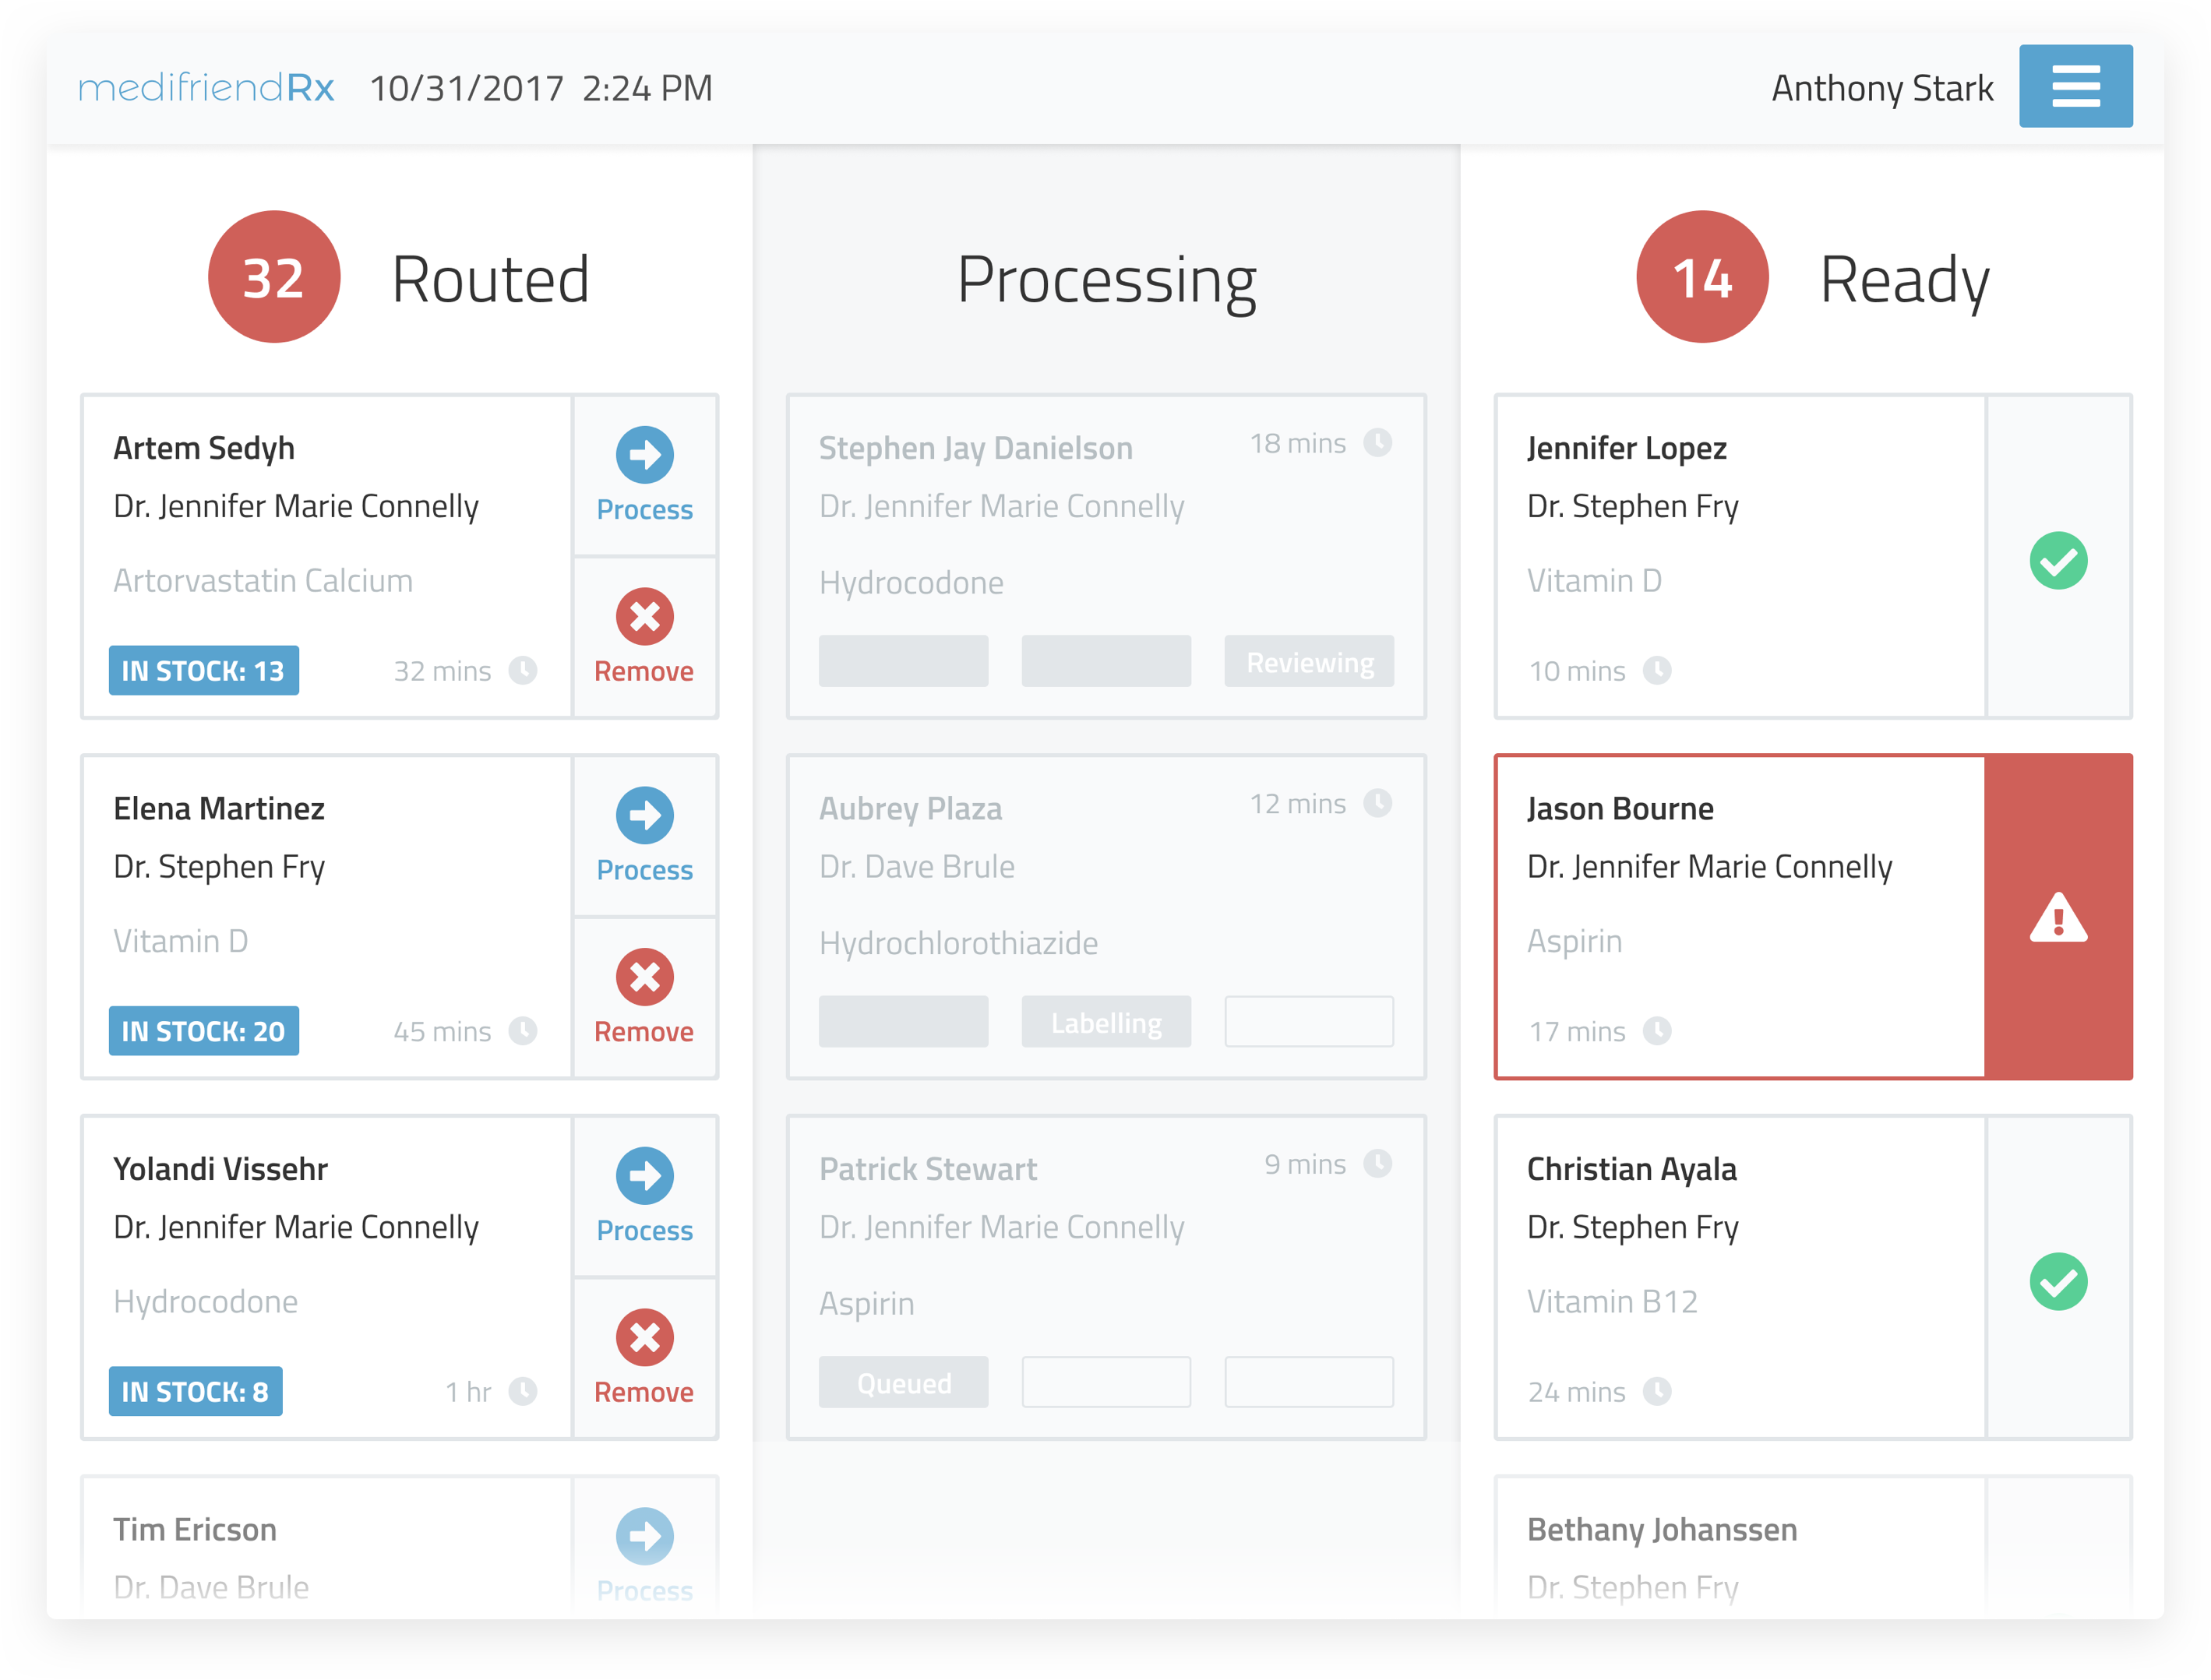 medifriendRx 10/31/2017 2:24 PM
Anthony Stark
32 Routed
Artem Sedyh
Dr. Jennifer Marie Connelly
Artorvastatin Calcium
IN STOCK: 13
32 mins
Process
Remove
Elena Martinez
Dr. Stephen Fry
Vitamin D
IN STOCK: 20
45 mins
Process
Remove
Yolandi Vissehr
Dr. Jennifer Marie Connelly
Hydrocodone
IN STOCK: 8
1 hr
Process
Remove
Tim Ericson
Dr. Dave Brule
Process
Processing
Stephen Jay Danielson
18 mins
Dr. Jennifer Marie Connelly
Hydrocodone
Reviewing
Aubrey Plaza
12 mins
Dr. Dave Brule
Hydrochlorothiazide
Labelling
Patrick Stewart
9 mins
Dr. Jennifer Marie Connelly
Aspirin
Queued
14 Ready
Jennifer Lopez
Dr. Stephen Fry
Vitamin D
10 mins
Jason Bourne
Dr. Jennifer Marie Connelly
Aspirin
17 mins
Christian Ayala
Dr. Stephen Fry
Vitamin B12
24 mins
Bethany Johanssen
Dr. Stephen Fry